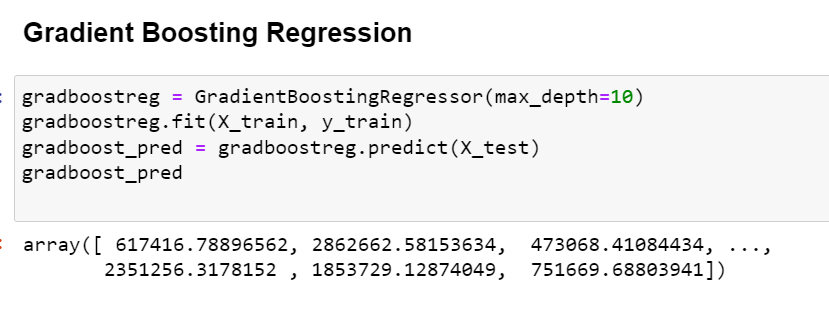 Gradient Boosting Regression
gradboostreg = GradientBoostingRegressor(max_depth=10)
gradboostreg.fit(X_train, y_train)
gradboost_pred = gradboostreg.predict(X_test)
gradboost_pred
array([ 617416.78896562, 2862662.58153634,  473068.41084434, ...,
2351256.3178152 , 1853729.12874049,  751669.68803941])